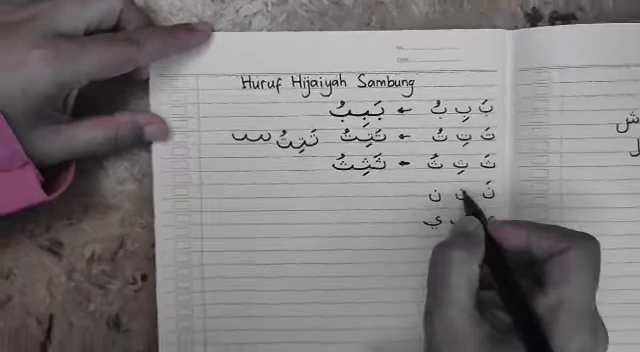 Huruf Hijaiyah Sambung
بَ بِ بُ ← بَبِبُ
تَ تِ تُ ← تَتِتُ تَتِتُ
ثَ ثِ ثُ ← ثَثِثُ
نَ ن ن
ي